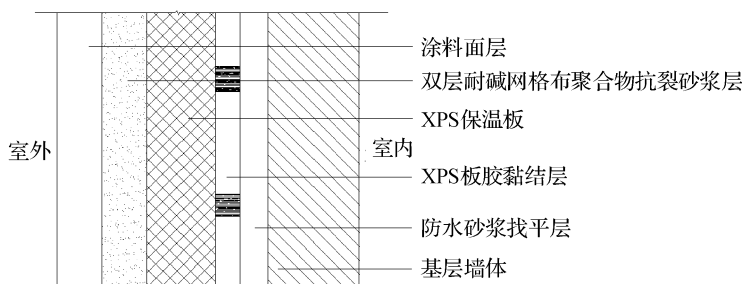 涂料面层
双层耐碱网格布聚合物抗裂砂浆层
XPS保温板
室外
室内
XPS板胶黏结层
防水砂浆找平层
基层墙体